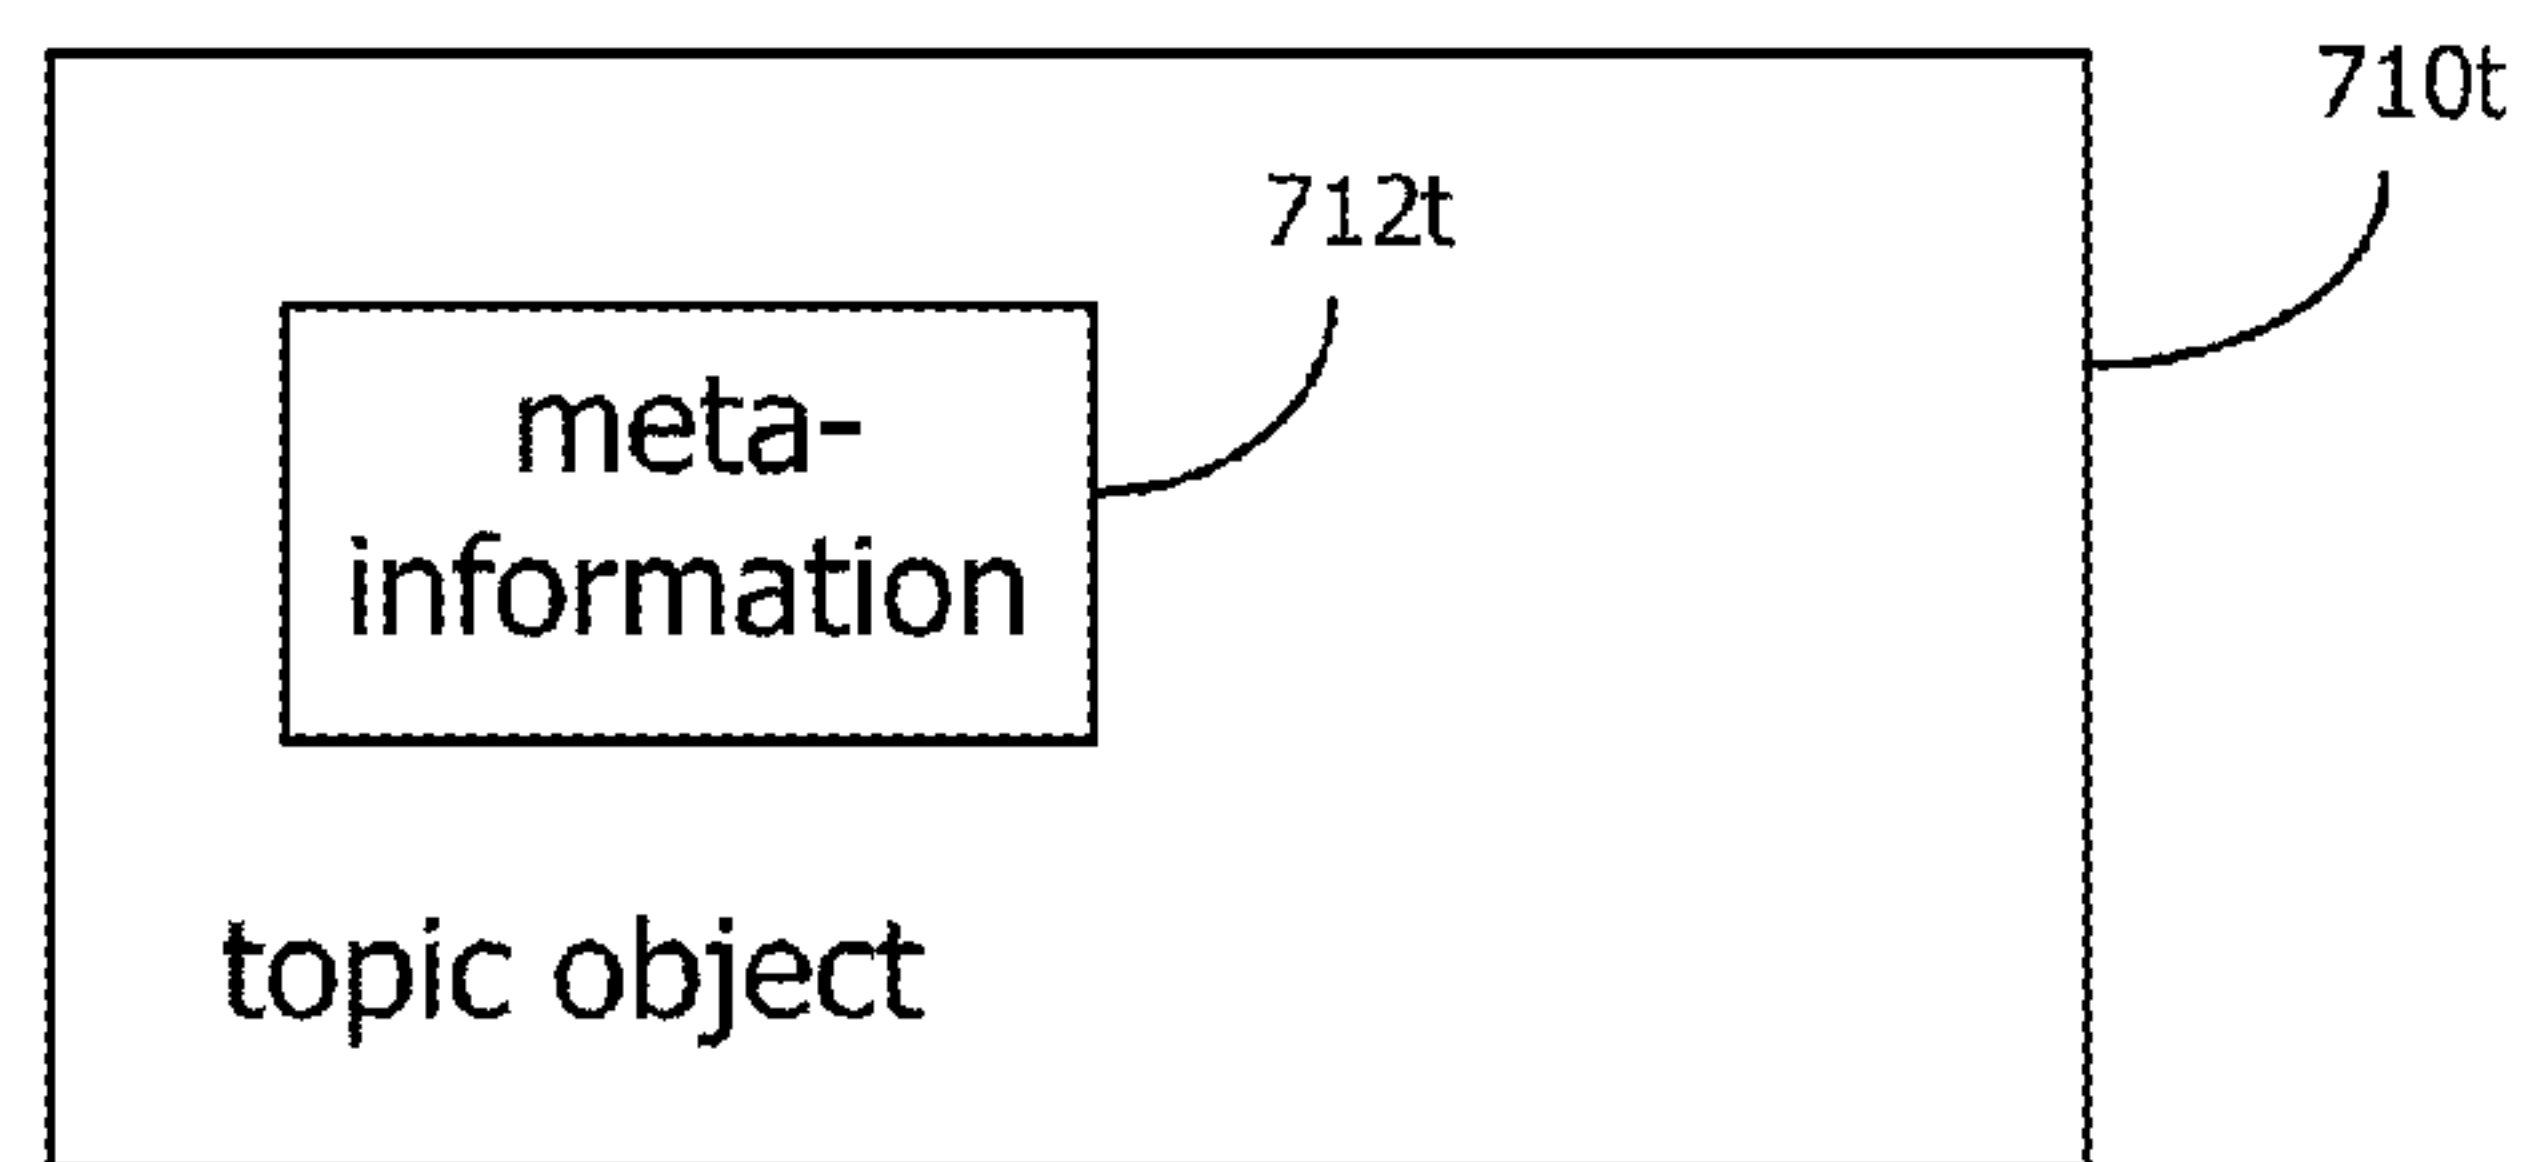 710t
712t
meta-
information
topic object